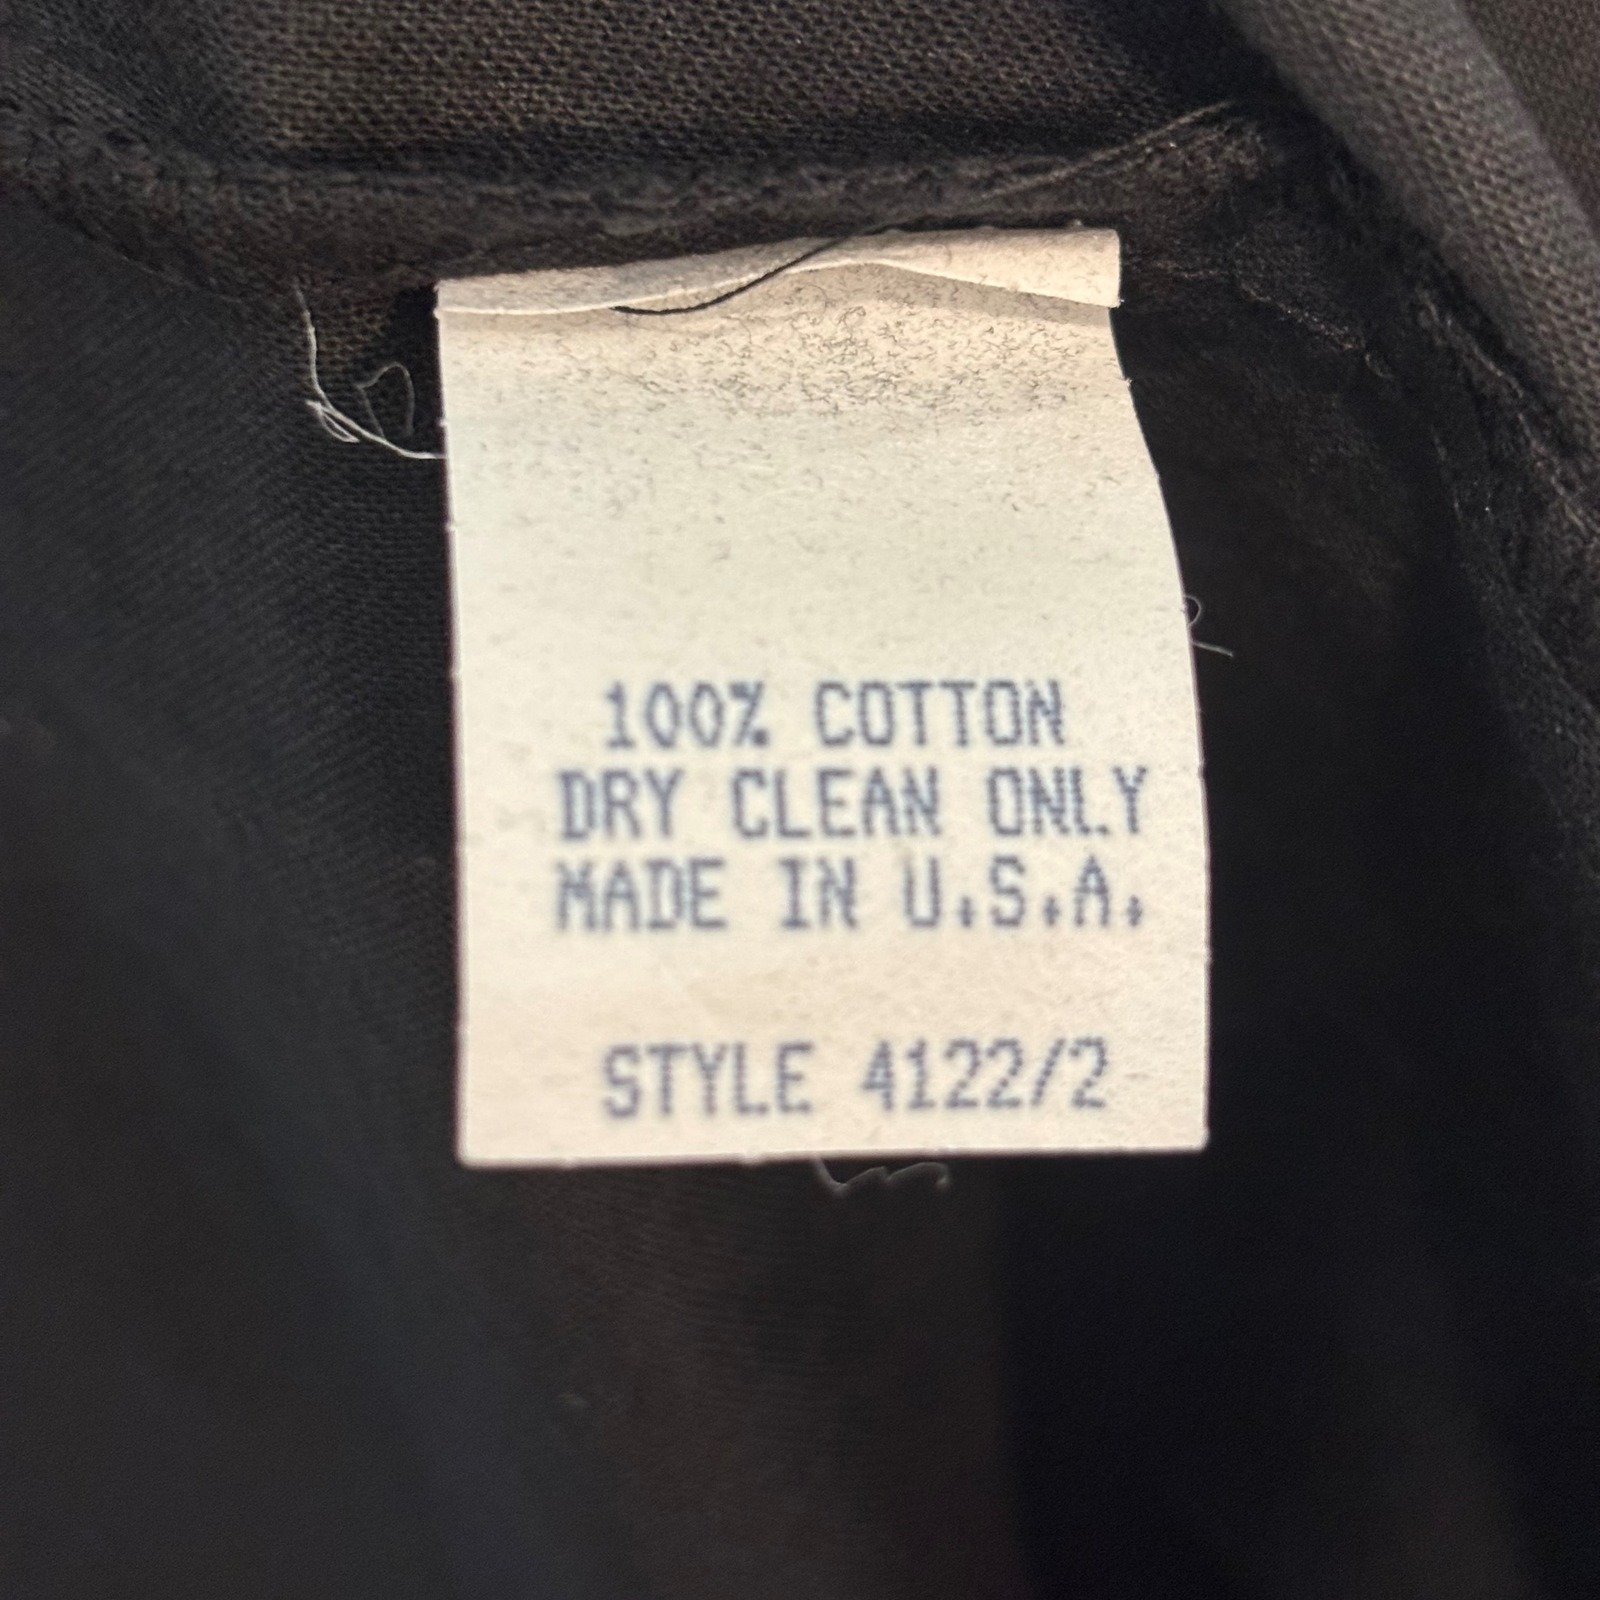 100% COTTON
DRY CLEAN ONLY
MADE IN U.S.A.
STYLE 4122/2